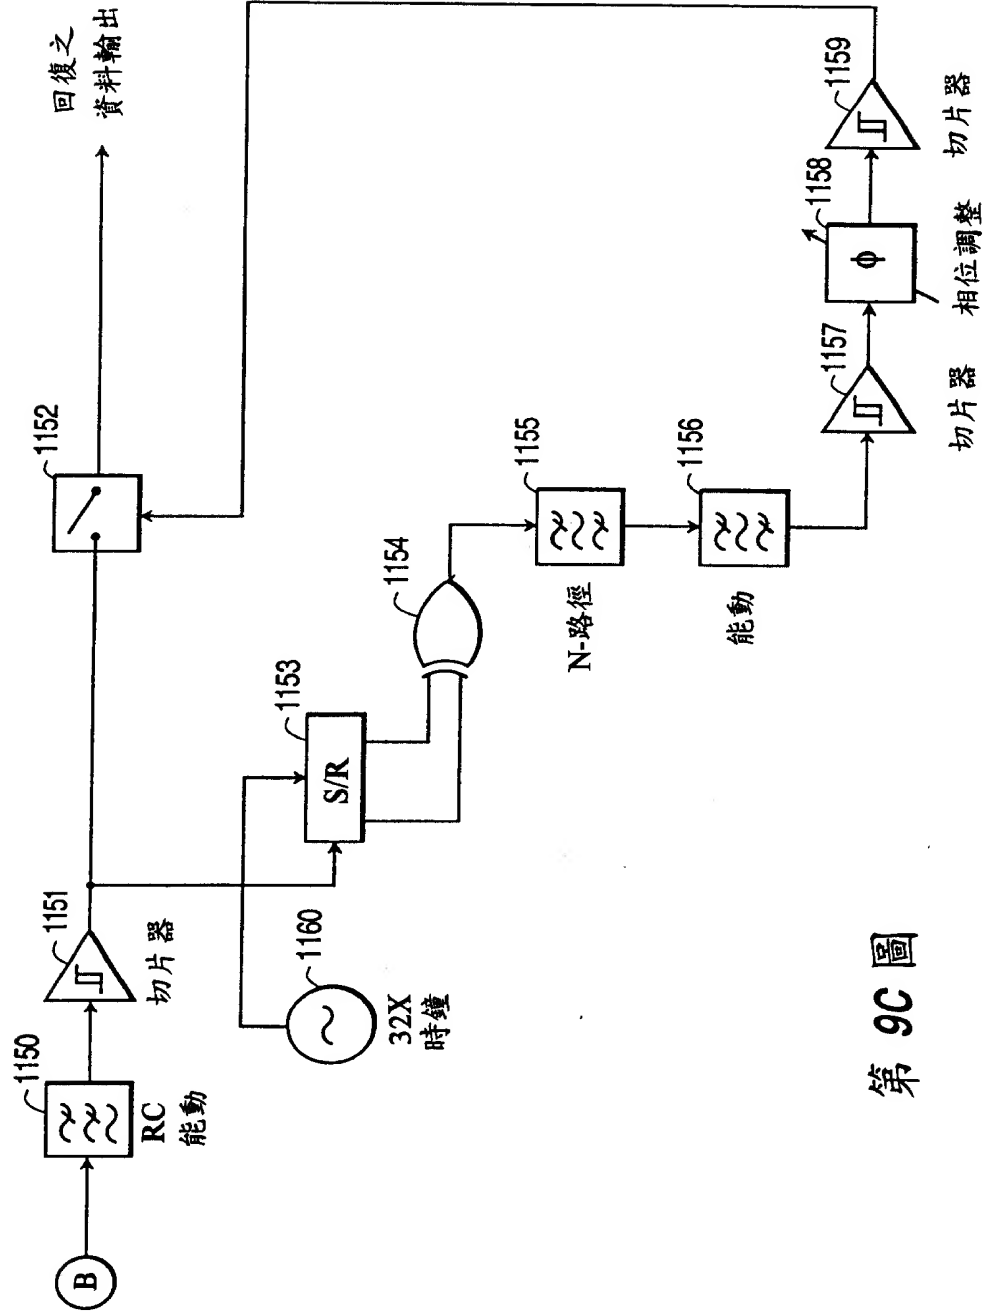 B
1150
RC
能動
1151
切片器
1152
回復之
資料輸出
1160
32X
時鐘
1153
S/R
1154
1155
N-路徑
1156
能動
1157
切片器
1158
Φ
相位調整
1159
切片器
第 9C 圖